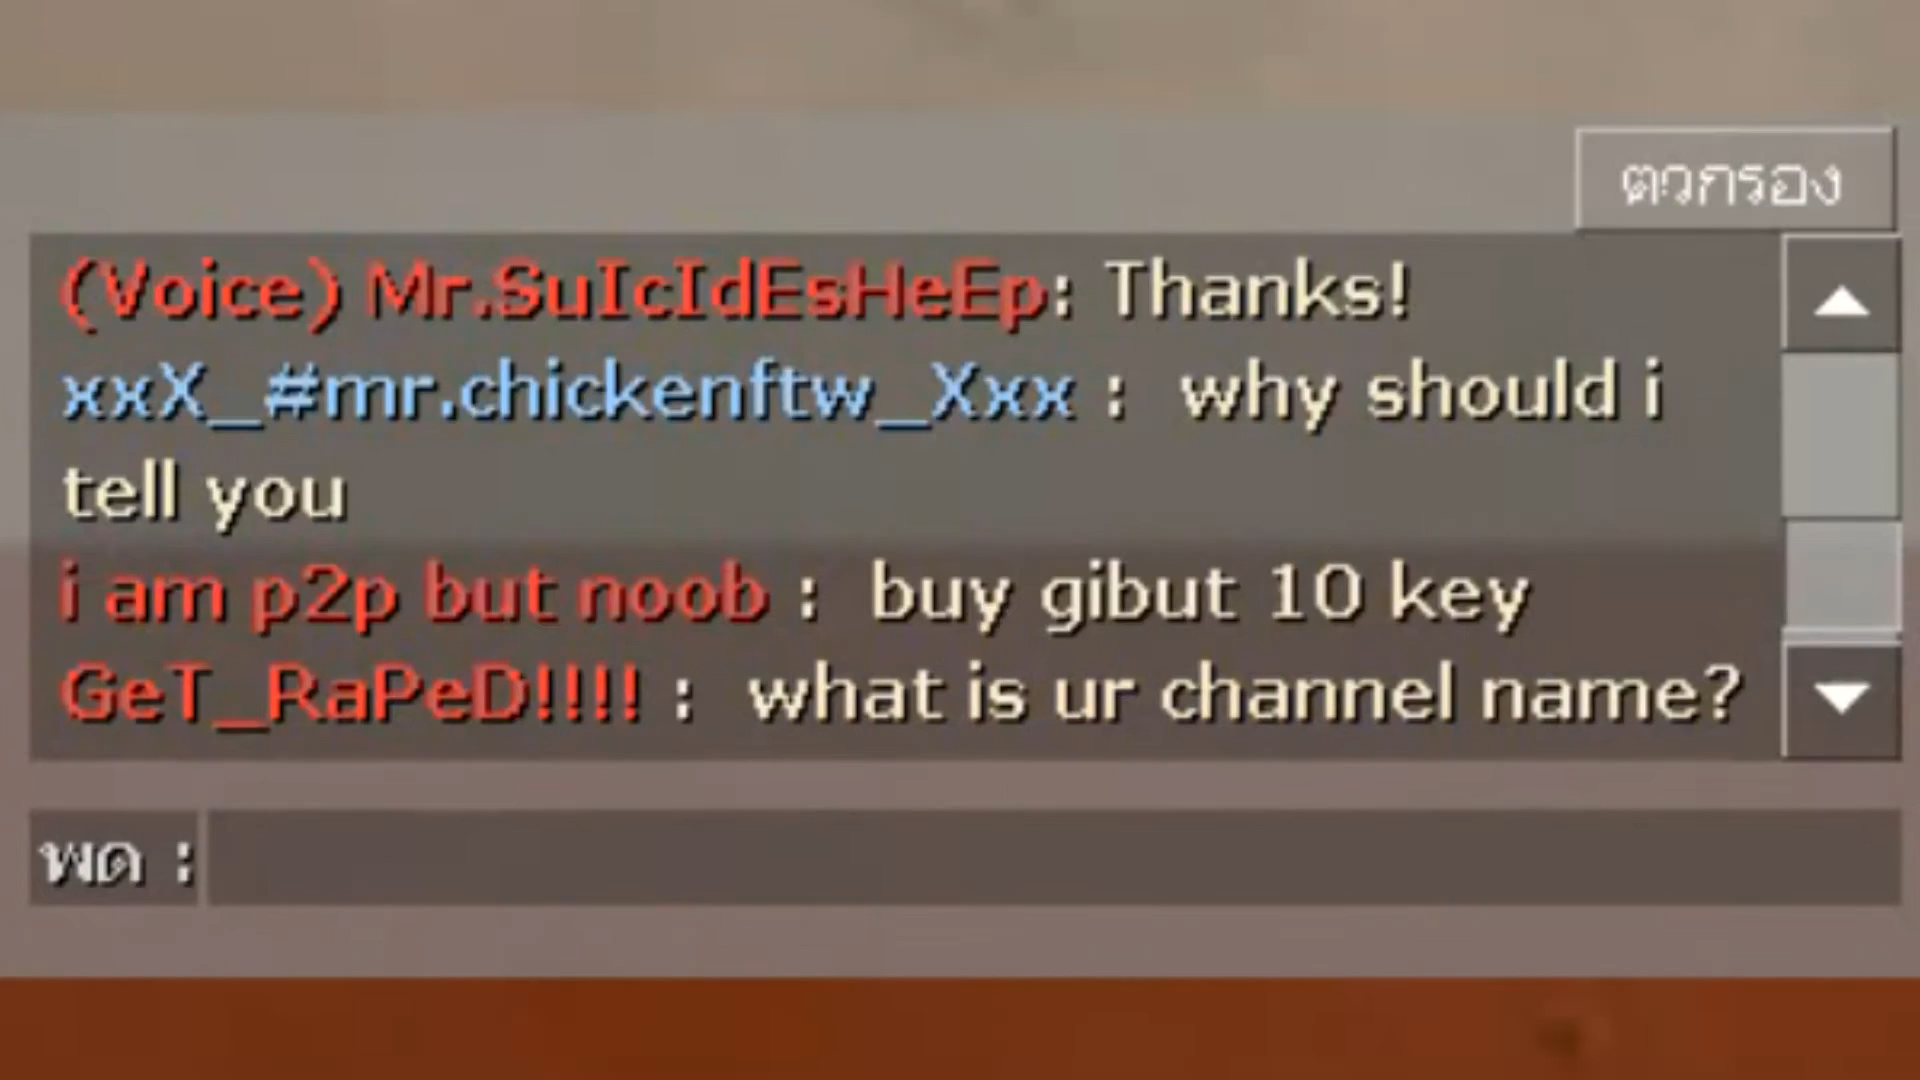 ตวกรอง
(Voice) Mr.SuIcIdEsHeEp: Thanks!
xxX_#mr.chickenftw_Xxx :  why should i
tell you
i am p2p but noob :  buy gibut 10 key
GeT_RaPeD!!!! :  what is ur channel name?
พด :